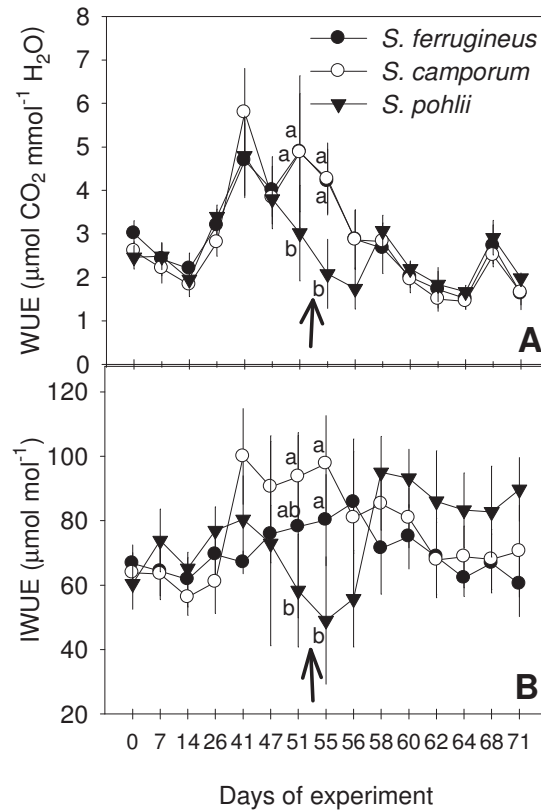 8
7
6
5
4
3
2
1
0
WUE (µmol CO₂ mmol⁻¹ H₂O)
S. ferrugineus
S. camporum
S. pohlii
a
a
a
a
b
b
A
120
100
80
60
40
20
IWUE (µmol mol⁻¹)
a
a
ab
a
b
b
B
0 7 14 26 41 47 51 55 56 58 60 62 64 68 71
Days of experiment